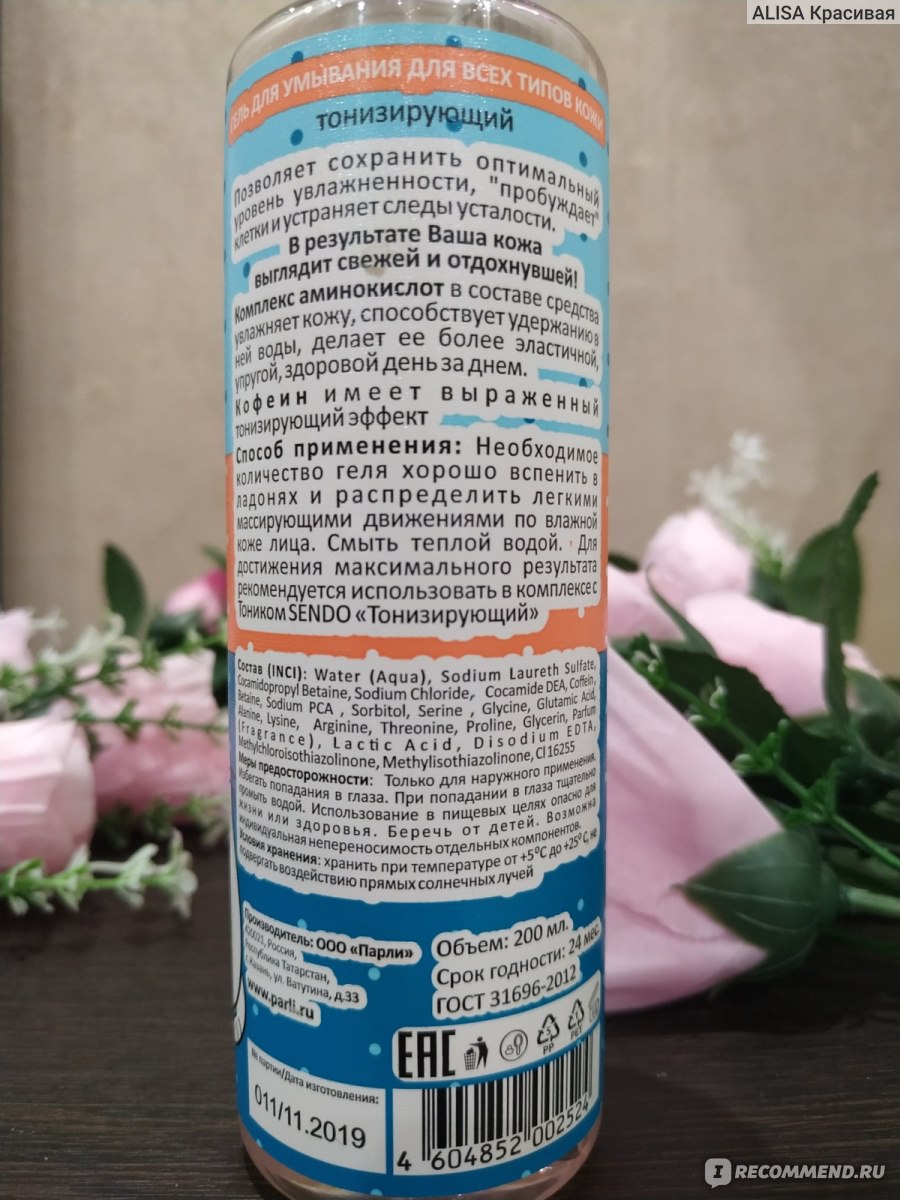 ALISA Красивая
ГЕЛЬ ДЛЯ УМЫВАНИЯ ДЛЯ ВСЕХ ТИПОВ КОЖИ
тонизирующий
Позволяет сохранить оптимальный
уровень увлажненности, "пробуждает"
клетки и устраняет следы усталости.
В результате Ваша кожа
выглядит свежей и отдохнувшей!
Комплекс аминокислот в составе средства
увлажняет кожу, способствует удержанию в
ней воды, делает ее более эластичной,
упругой, здоровой день за днем.
Кофеин имеет выраженный
тонизирующий эффект
Способ применения: Необходимое
количество геля хорошо вспенить в
ладонях и распределить легкими
массирующими движениями по влажной
коже лица. Смыть теплой водой. Для
достижения максимального результата
рекомендуется использовать в комплексе с
Тоником SENDO «Тонизирующий»
Состав (INCI): Water (Aqua), Sodium Laureth Sulfate,
Cocamidopropyl Betaine, Sodium Chloride, Cocamide DEA, Coffein,
Betaine, Sodium PCA , Sorbitol, Serine , Glycine, Glutamic Acid,
Alanine, Lysine, Arginine, Threonine, Proline, Glycerin, Parfum
(Fragrance), Lactic Acid, Disodium EDTA,
Methylchloroisothiazolinone, Methylisothiazolinone, CI 16255
Меры предосторожности: Только для наружного применения.
Избегать попадания в глаза. При попадании в глаза тщательно
промыть водой. Использование в пищевых целях опасно для
жизни или здоровья. Беречь от детей. Возможна
индивидуальная непереносимость отдельных компонентов.
Условия хранения: хранить при температуре от +5°C до +25°C, не
подвергать воздействию прямых солнечных лучей
Производитель: ООО «Парли»
420021, Россия,
Республика Татарстан,
г. Казань, ул. Ватутина, д.33
www.parli.ru
Объем: 200 мл.
Срок годности: 24 мес.
ГОСТ 31696-2012
EAC
5
PP
1
PET
№ партии/Дата изготовления:
011/11.2019
4 604852 002524
IRECOMMEND.RU